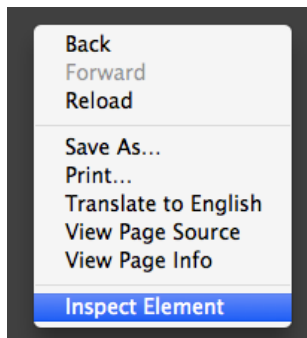 Back
Forward
Reload
Save As...
Print...
Translate to English
View Page Source
View Page Info
Inspect Element